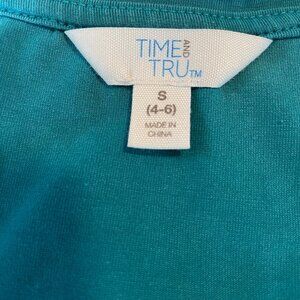 TIME AND
TRU™
S
(4-6)
MADE IN
CHINA